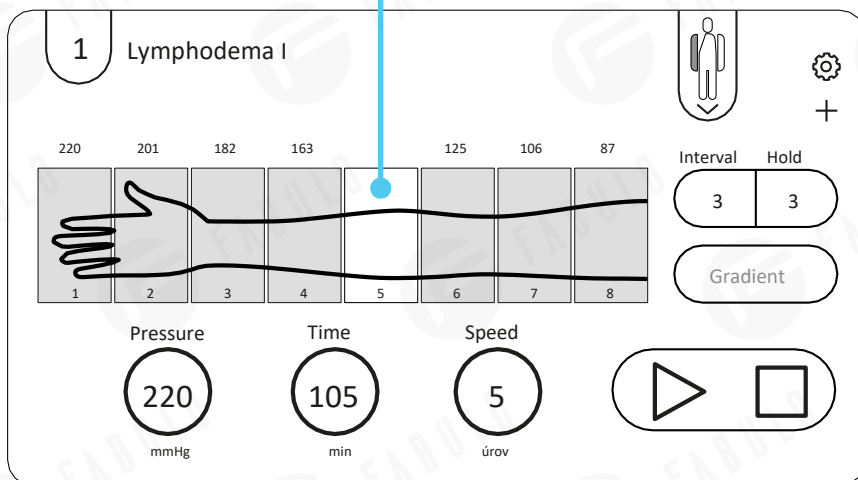 1 Lymphodema I
220 201 182 163 125 106 87
1 2 3 4 5 6 7 8
Interval Hold
3 3
Gradient
Pressure Time Speed
220 105 5
mmHg min úrov
FABULO